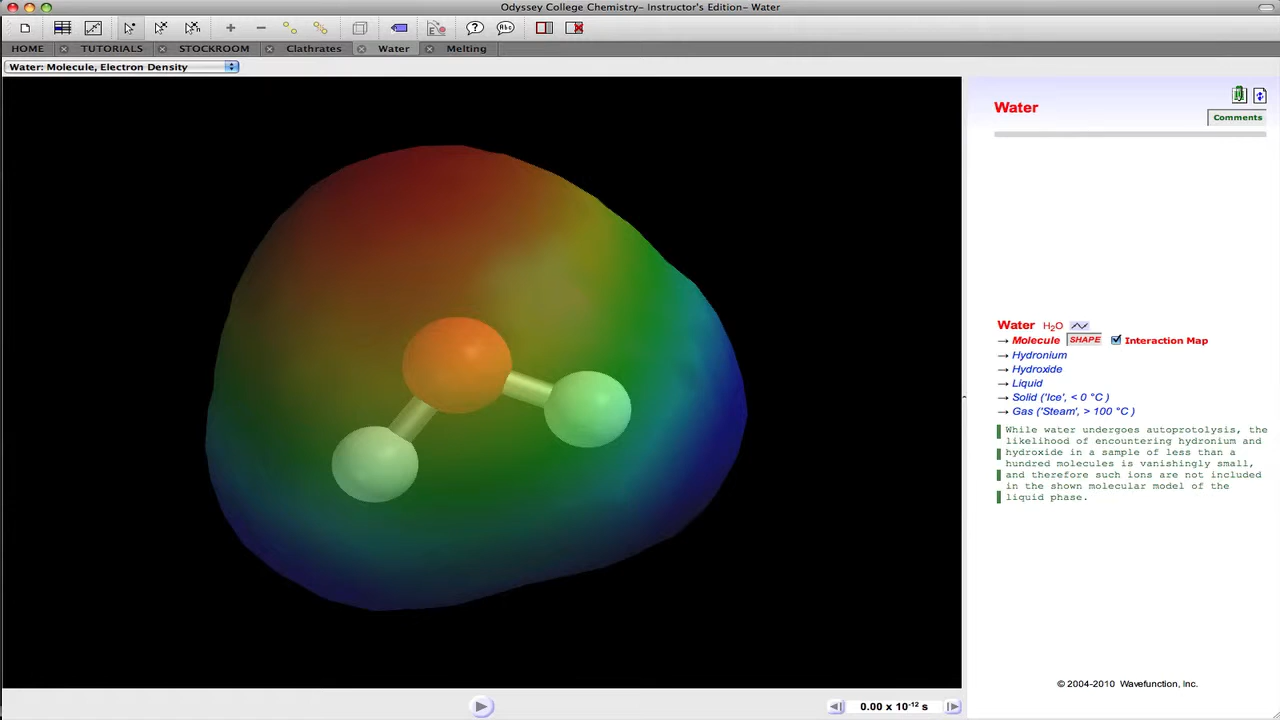 Odyssey College Chemistry- Instructor's Edition- Water
Abc
HOME TUTORIALS STOCKROOM Clathrates Water Melting
Water: Molecule, Electron Density
Water
Comments
Water H2O
→ Molecule SHAPE Interaction Map
→ Hydronium
→ Hydroxide
→ Liquid
→ Solid ('Ice', < 0 °C )
→ Gas ('Steam', > 100 °C )
While water undergoes autoprotolysis, the
likelihood of encountering hydronium and
hydroxide in a sample of less than a
hundred molecules is vanishingly small,
and therefore such ions are not included
in the shown molecular model of the
liquid phase.
© 2004-2010 Wavefunction, Inc.
0.00 x 10-12 s